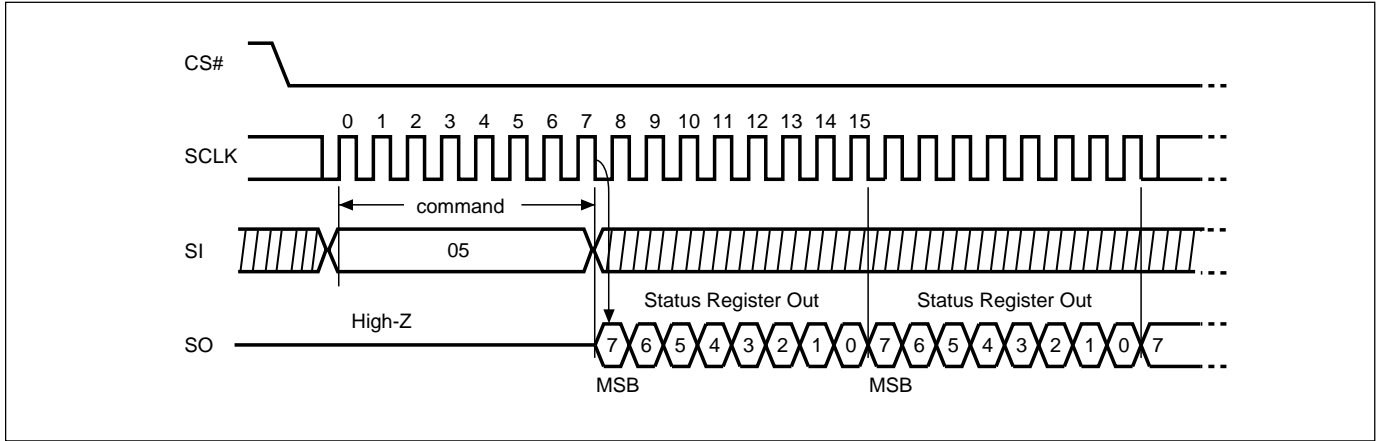 CS#
0 1 2 3 4 5 6 7 8 9 10 11 12 13 14 15
SCLK
command
SI 05
Status Register Out Status Register Out
High-Z
SO 7 6 5 4 3 2 1 0 7 6 5 4 3 2 1 0 7
MSB MSB